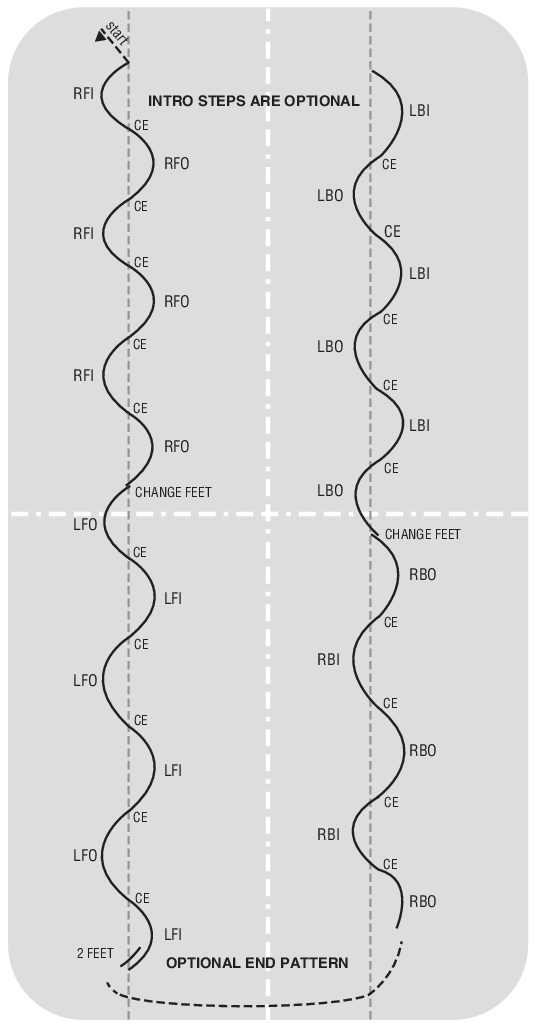 start
RFI
CE
RFO
CE
RFI
CE
RFO
CE
RFI
CE
RFO
CHANGE FEET
LFO
CE
LFI
CE
LFO
CE
LFI
CE
LFO
CE
LFI
2 FEET
INTRO STEPS ARE OPTIONAL
OPTIONAL END PATTERN
LBI
CE
LBO
CE
LBI
CE
LBO
CE
LBI
CE
LBO
CHANGE FEET
RBO
CE
RBI
CE
RBO
CE
RBI
CE
RBO